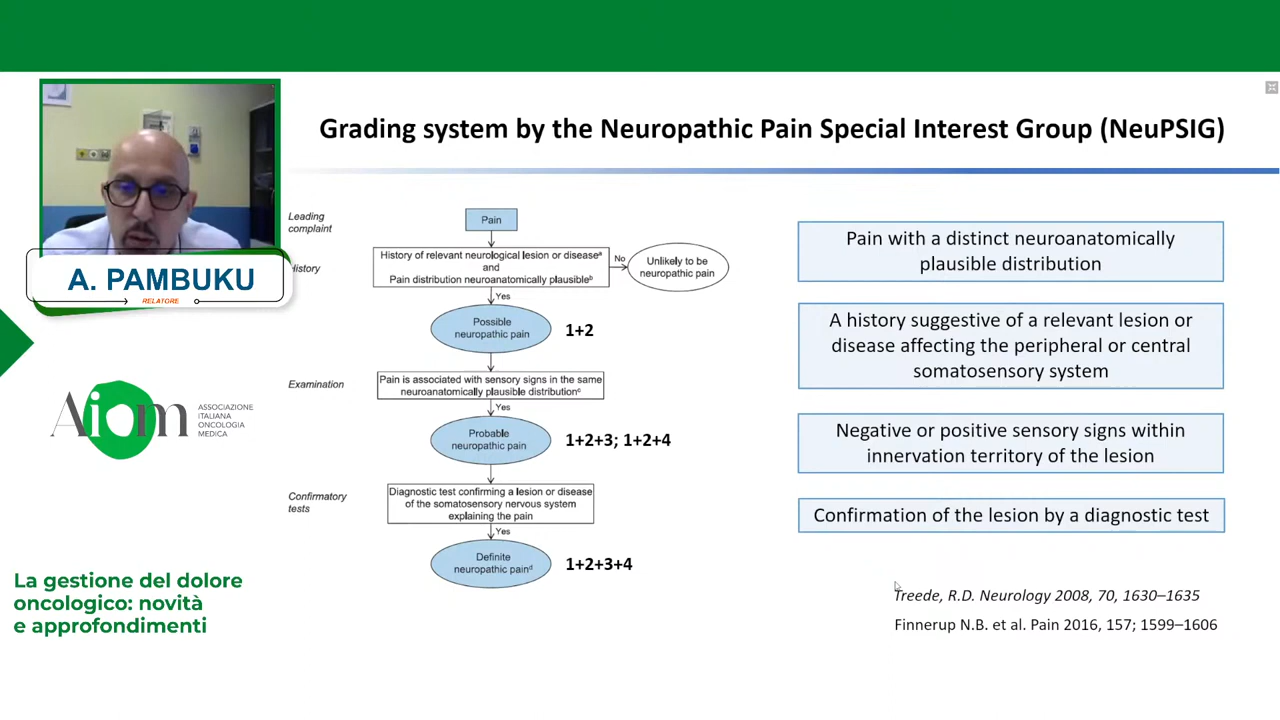 Grading system by the Neuropathic Pain Special Interest Group (NeuPSIG)
A. PAMBUKU
RELATORE
Aiom
ASSOCIAZIONE
ITALIANA
ONCOLOGIA
MEDICA
La gestione del dolore
oncologico: novità
e approfondimenti
Leading
complaint
Pain
History
History of relevant neurological lesion or diseaseᵃ
and
Pain distribution neuroanatomically plausibleᵇ
No
Unlikely to be
neuropathic pain
Yes
Possible
neuropathic pain
1+2
Examination
Pain is associated with sensory signs in the same
neuroanatomically plausible distributionᶜ
Yes
Probable
neuropathic pain
1+2+3; 1+2+4
Confirmatory
tests
Diagnostic test confirming a lesion or disease
of the somatosensory nervous system
explaining the pain
Yes
Definite
neuropathic painᵈ
1+2+3+4
Pain with a distinct neuroanatomically
plausible distribution
A history suggestive of a relevant lesion or
disease affecting the peripheral or central
somatosensory system
Negative or positive sensory signs within
innervation territory of the lesion
Confirmation of the lesion by a diagnostic test
Treede, R.D. Neurology 2008, 70, 1630–1635
Finnerup N.B. et al. Pain 2016, 157; 1599–1606